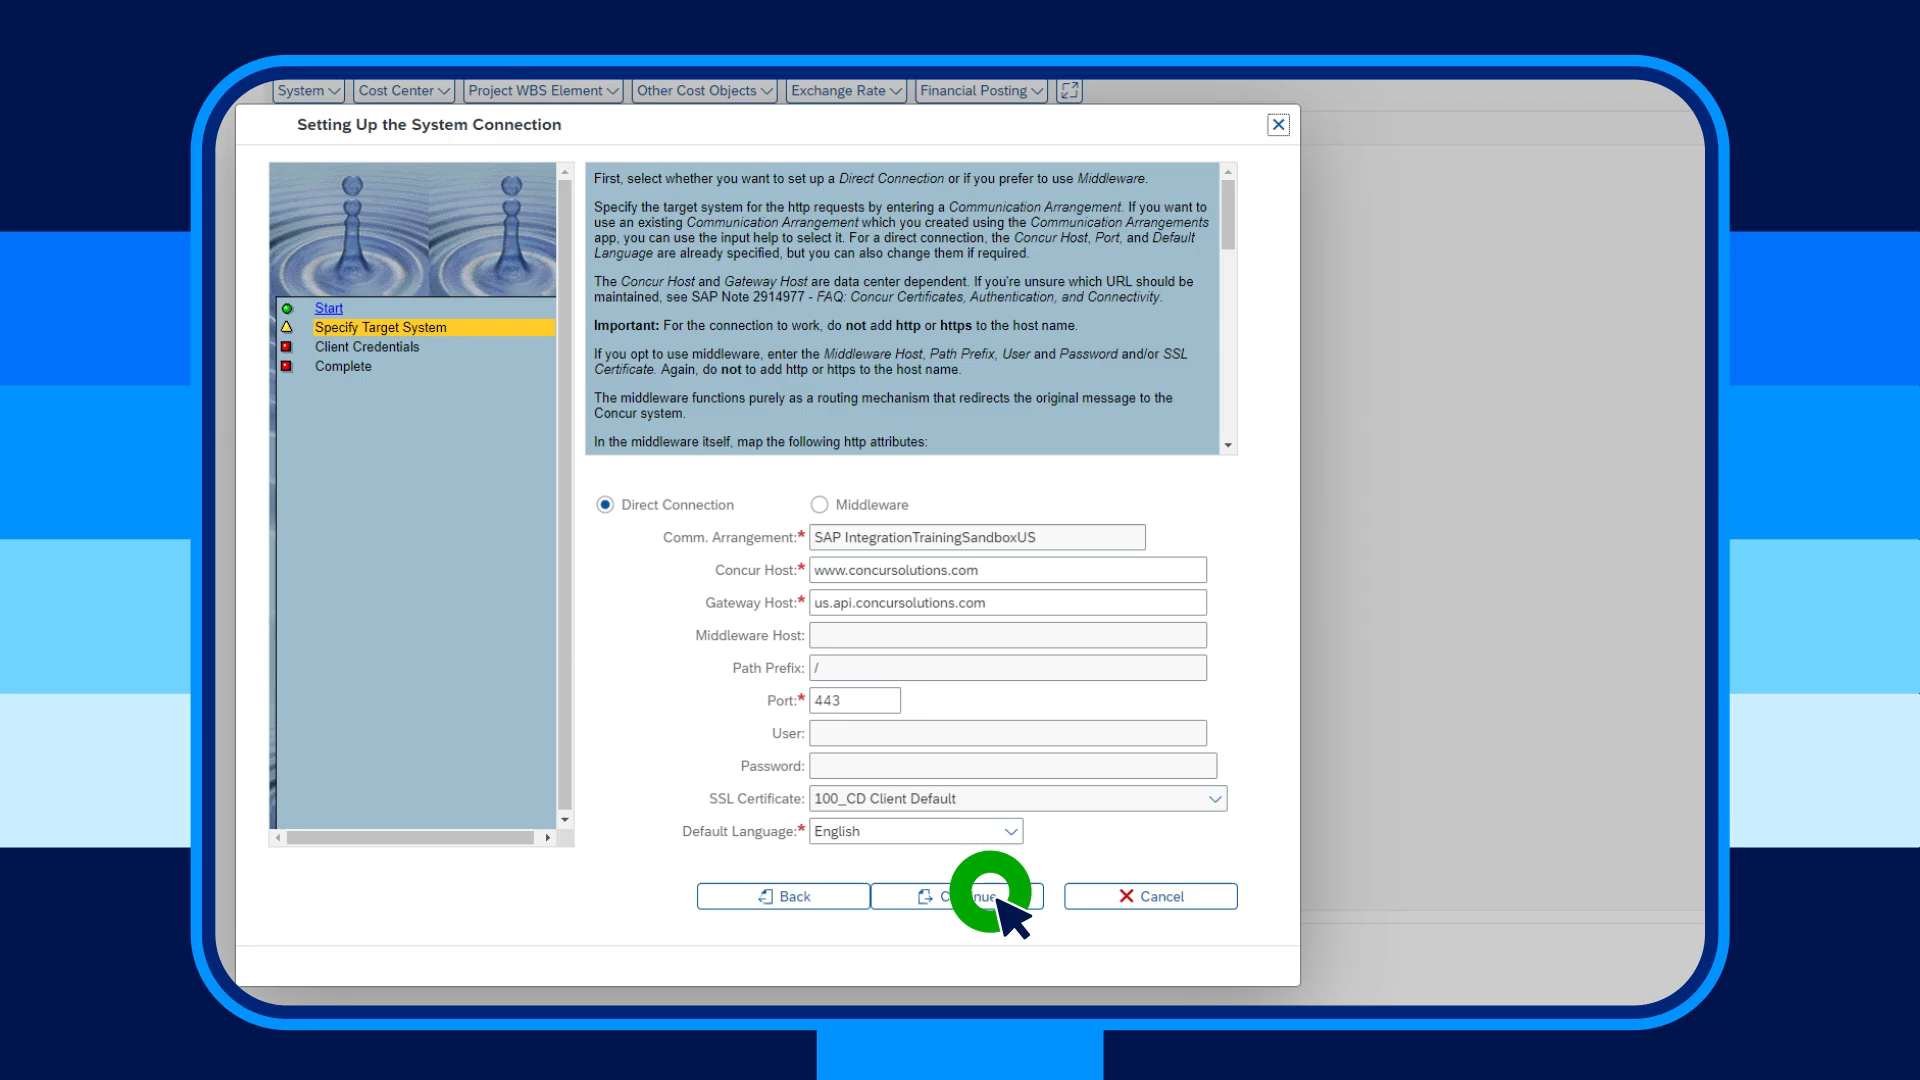 System
Cost Center
Project WBS Element
Other Cost Objects
Exchange Rate
Financial Posting
Setting Up the System Connection
Start
Specify Target System
Client Credentials
Complete
First, select whether you want to set up a Direct Connection or if you prefer to use Middleware.
Specify the target system for the http requests by entering a Communication Arrangement. If you want to
use an existing Communication Arrangement which you created using the Communication Arrangements
app, you can use the input help to select it. For a direct connection, the Concur Host, Port, and Default
Language are already specified, but you can also change them if required.
The Concur Host and Gateway Host are data center dependent. If you're unsure which URL should be
maintained, see SAP Note 2914977 - FAQ: Concur Certificates, Authentication, and Connectivity.
Important: For the connection to work, do not add http or https to the host name.
If you opt to use middleware, enter the Middleware Host, Path Prefix, User and Password and/or SSL
Certificate. Again, do not to add http or https to the host name.
The middleware functions purely as a routing mechanism that redirects the original message to the
Concur system.
In the middleware itself, map the following http attributes:
Direct Connection
Middleware
Comm. Arrangement:* SAP IntegrationTrainingSandboxUS
Concur Host:* www.concursolutions.com
Gateway Host:* us.api.concursolutions.com
Middleware Host:
Path Prefix: /
Port:* 443
User:
Password:
SSL Certificate: 100_CD Client Default
Default Language:* English
Back
Cancel